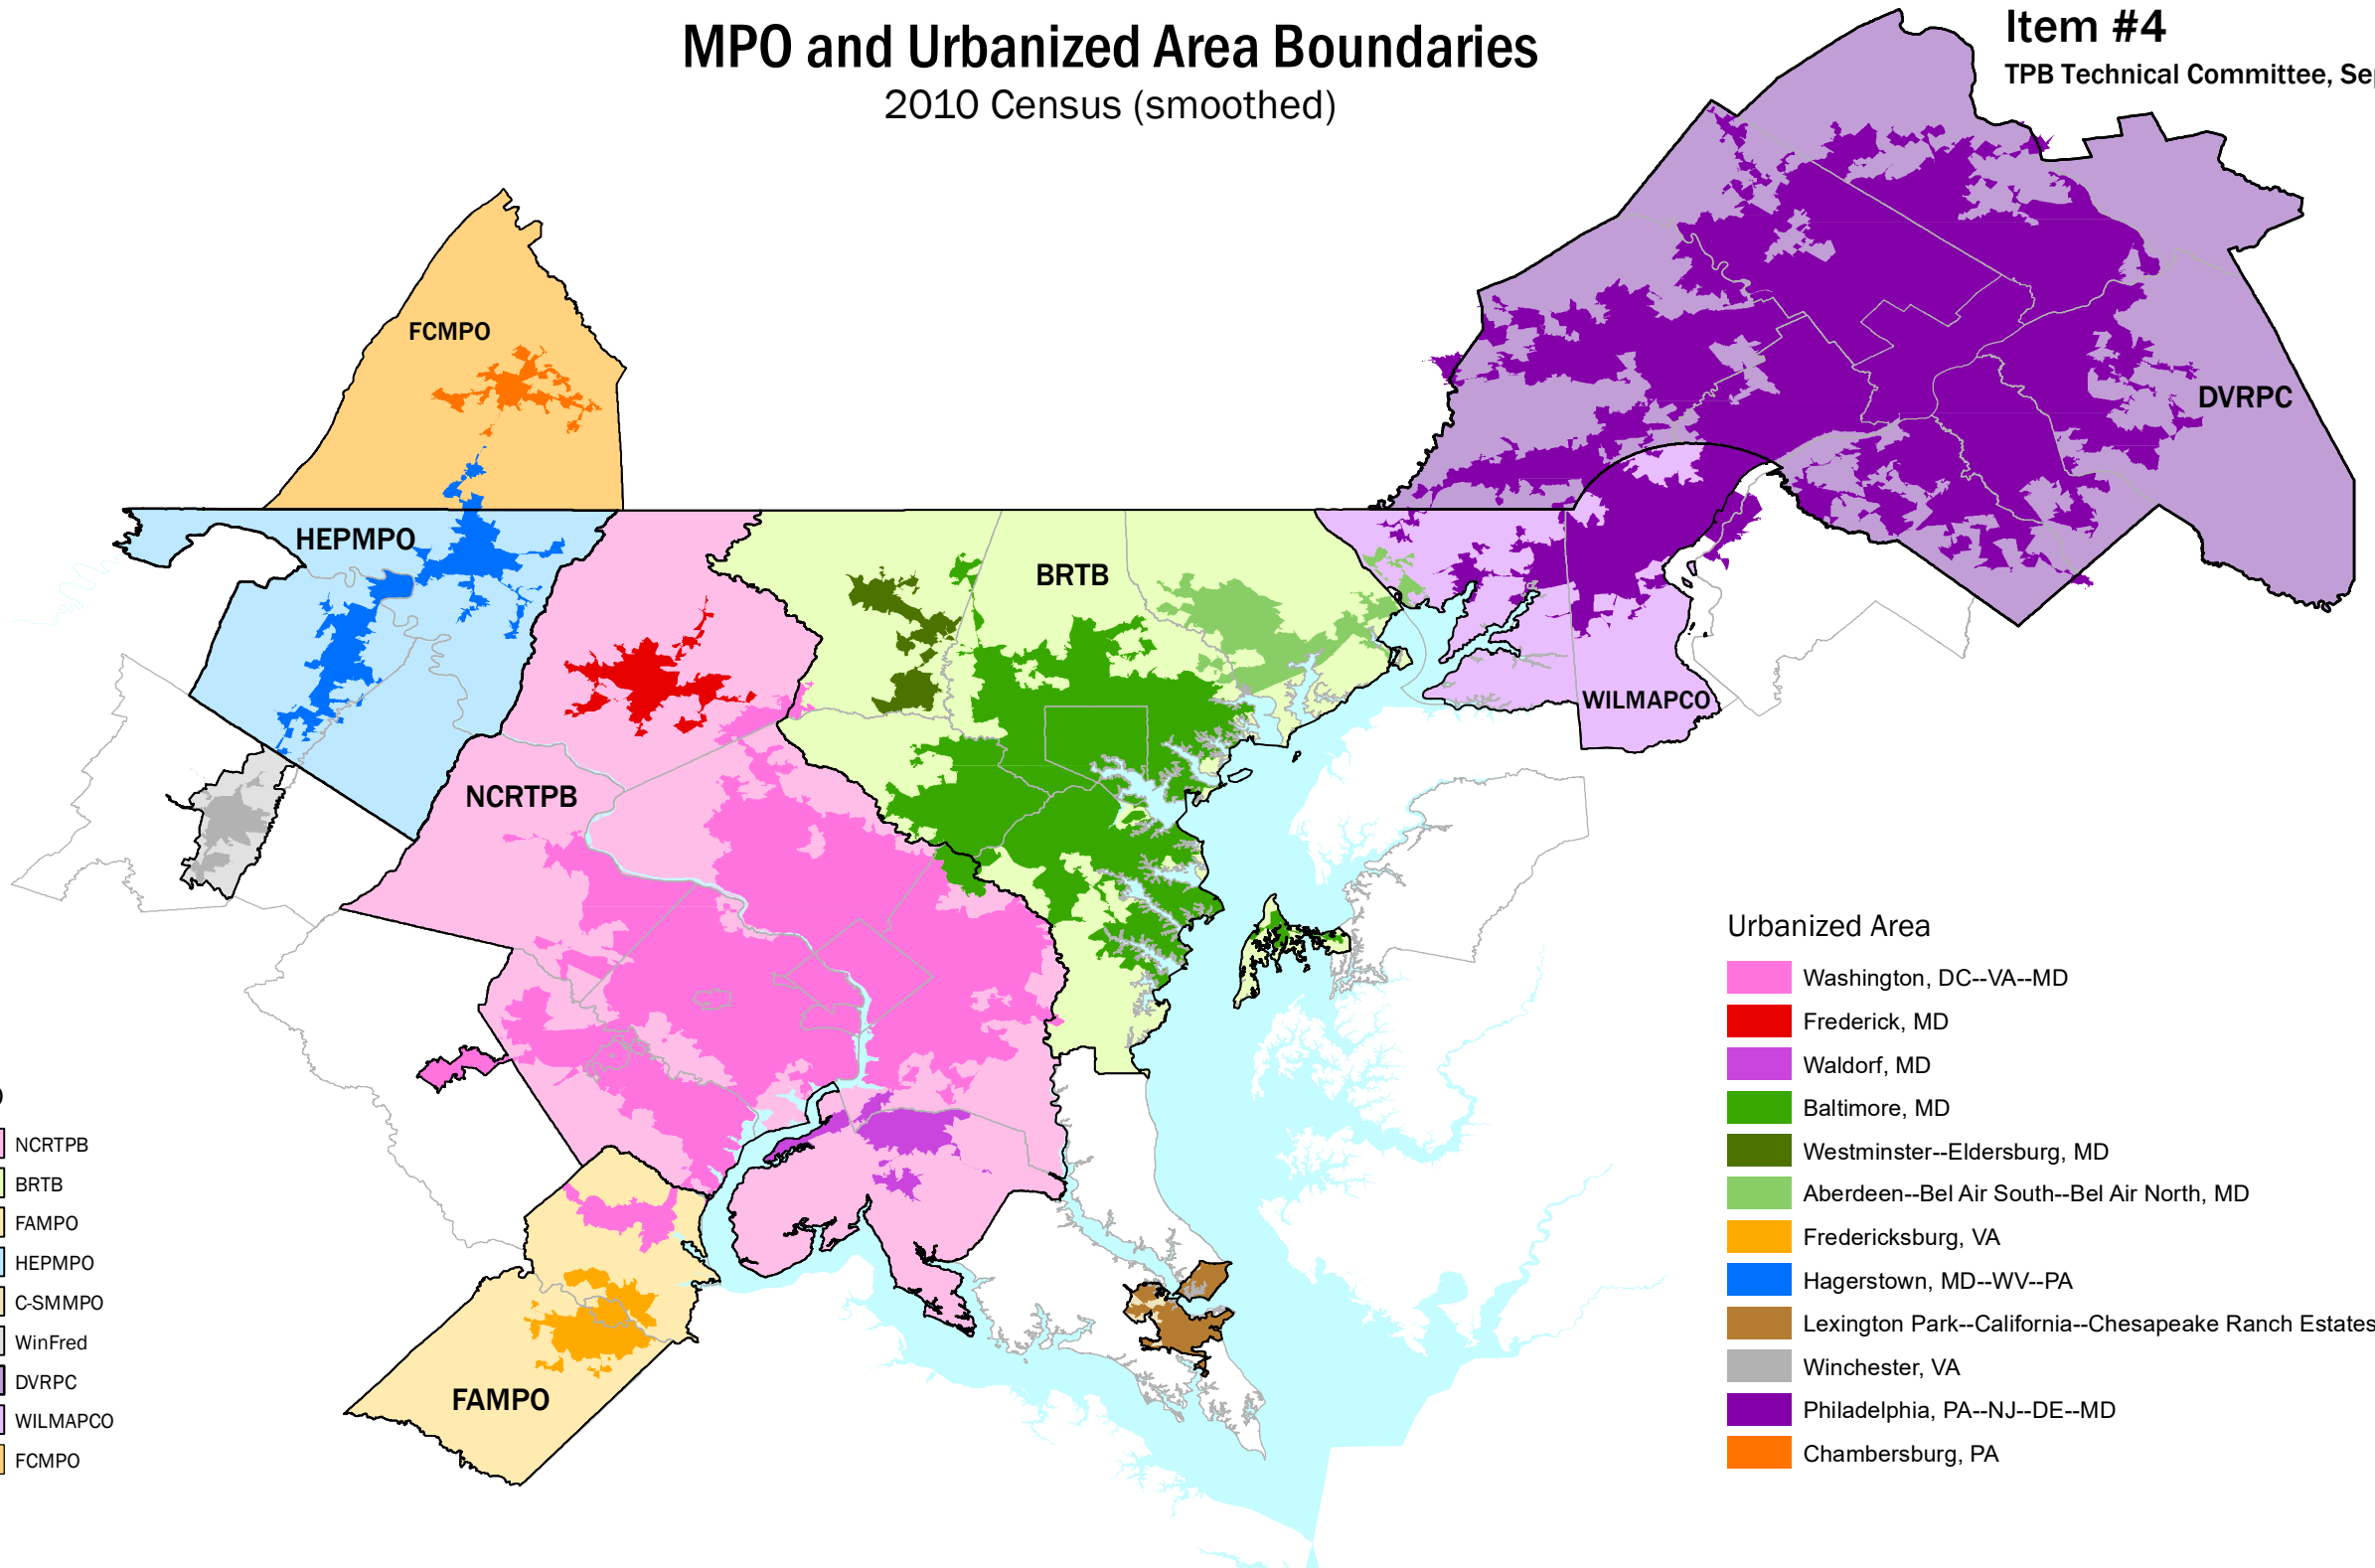 MPO and Urbanized Area Boundaries
2010 Census (smoothed)
Item #4
TPB Technical Committee,
FCMPO
DVRPC
HEPMPO
BRTB
WILMAPCO
NCRTPB
FAMPO
NCRTPB
BRTB
FAMPO
HEPMPO
C-SMMPO
WinFred
DVRPC
WILMAPCO
FCMPO
Urbanized Area
Washington, DC--VA--MD
Frederick, MD
Waldorf, MD
Baltimore, MD
Westminster--Eldersburg, MD
Aberdeen--Bel Air South--Bel Air North, MD
Fredericksburg, VA
Hagerstown, MD--WV--PA
Lexington Park--California--Chesapeake Ranch Estates
Winchester, VA
Philadelphia, PA--NJ--DE--MD
Chambersburg, PA